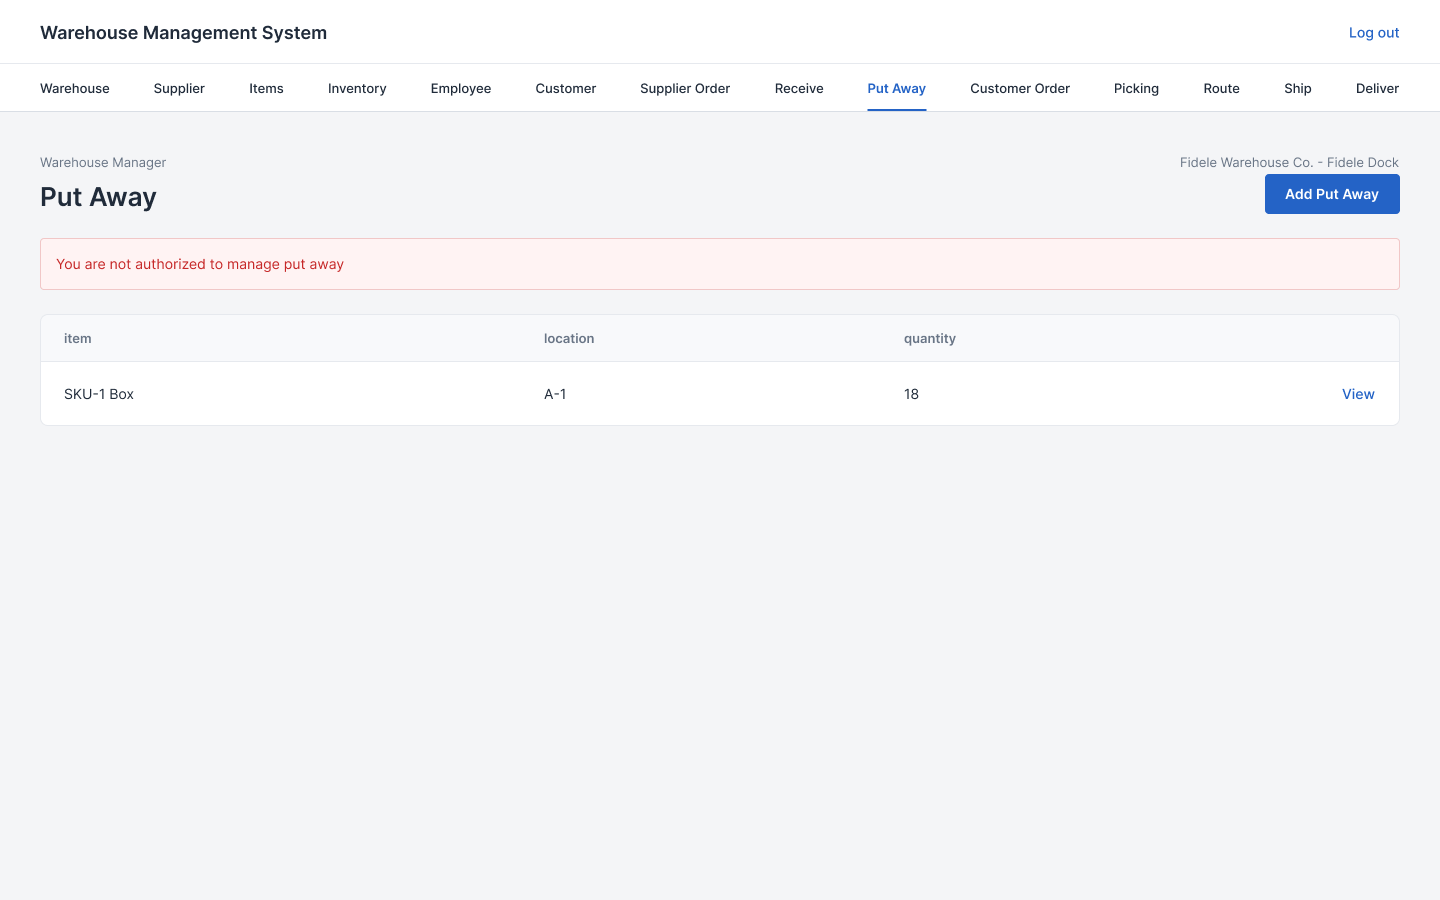 Warehouse Management System
Log out
Warehouse Supplier Items Inventory Employee Customer Supplier Order Receive Put Away Customer Order Picking Route Ship Deliver
Warehouse Manager
Fidele Warehouse Co. - Fidele Dock
Put Away
Add Put Away
You are not authorized to manage put away
item location quantity
SKU-1 Box A-1 18 View